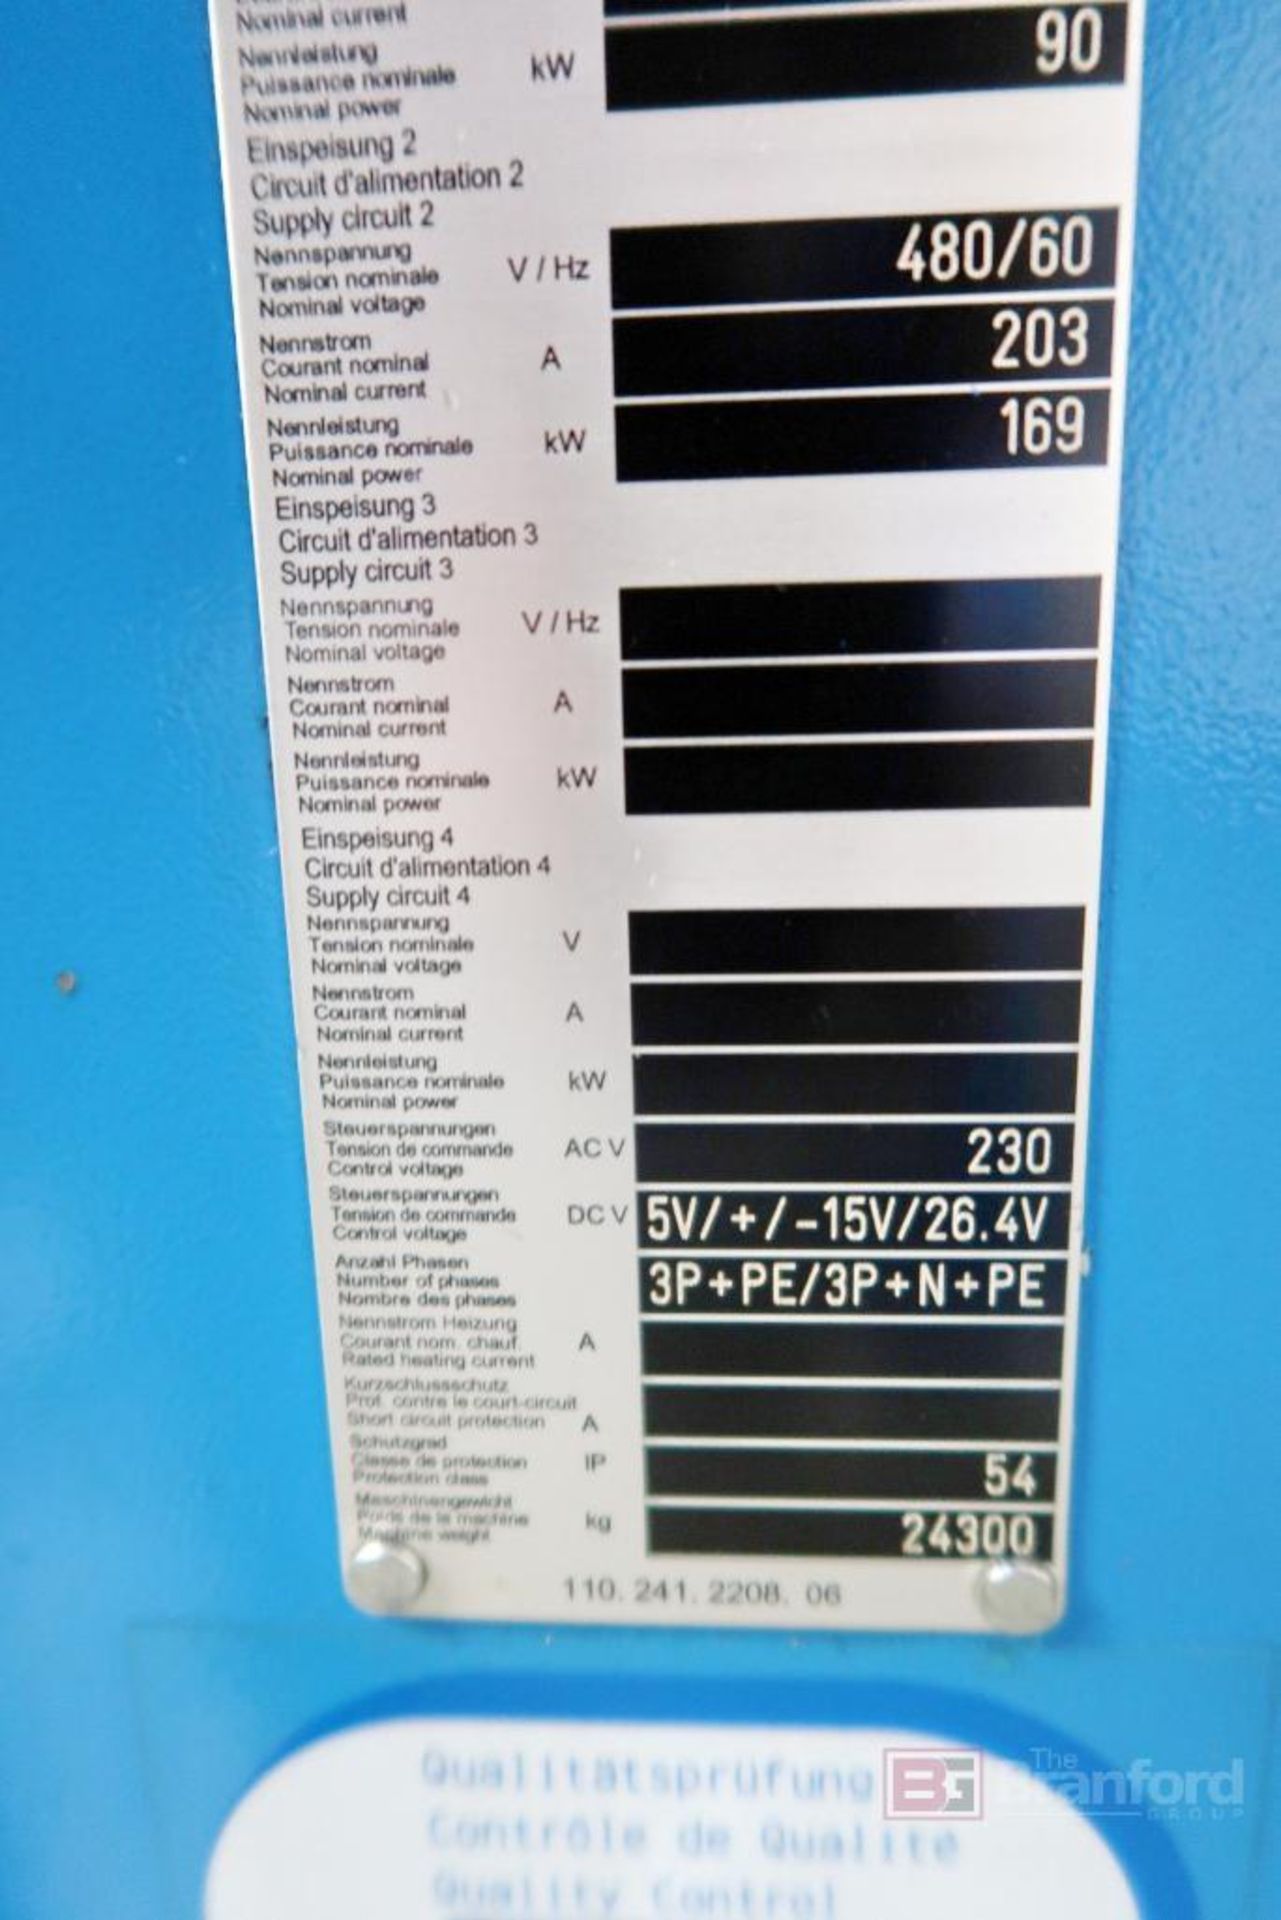 Nominal current
Nennleistung
Puissance nominale kW 90
Nominal power
Einspeisung 2
Circuit d'alimentation 2
Supply circuit 2
Nennspannung
Tension nominale V / Hz 480/60
Nominal voltage
Nennstrom
Courant nominal A 203
Nominal current
Nennleistung
Puissance nominale kW 169
Nominal power
Einspeisung 3
Circuit d'alimentation 3
Supply circuit 3
Nennspannung
Tension nominale V / Hz
Nominal voltage
Nennstrom
Courant nominal A
Nominal current
Nennleistung
Puissance nominale kW
Nominal power
Einspeisung 4
Circuit d'alimentation 4
Supply circuit 4
Nennspannung
Tension nominale V
Nominal voltage
Nennstrom
Courant nominal A
Nominal current
Nennleistung
Puissance nominale kW
Nominal power
Steuerspannungen
Tension de commande AC V 230
Control voltage
Steuerspannungen
Tension de commande DC V 5V/+/-15V/26.4V
Control voltage
Anzahl Phasen
Number of phases 3P+PE/3P+N+PE
Nombre des phases
Nennstrom Heizung
Courant nom. chauf. A
Rated heating current
Kurzschlussschutz
Prot. contre le court-circuit
Short circuit protection A
Schutzgrad
Classe de protection IP 54
Protection class
Maschinengewicht
Poids de la machine kg 24300
Machine weight
110. 241. 2208. 06
Qualitätsprüfung
Contrôle de Qualité
Quality Control
BG The Branford
GROUP